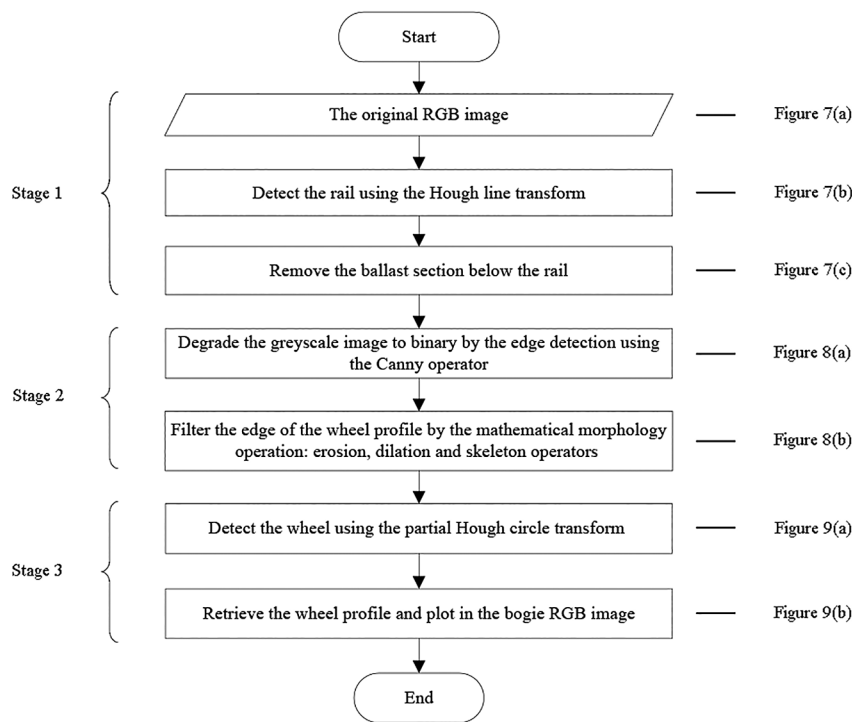 Start
The original RGB image
Figure 7(a)
Stage 1
Detect the rail using the Hough line transform
Figure 7(b)
Remove the ballast section below the rail
Figure 7(c)
Degrade the greyscale image to binary by the edge detection using
the Canny operator
Figure 8(a)
Stage 2
Filter the edge of the wheel profile by the mathematical morphology
operation: erosion, dilation and skeleton operators
Figure 8(b)
Detect the wheel using the partial Hough circle transform
Figure 9(a)
Stage 3
Retrieve the wheel profile and plot in the bogie RGB image
Figure 9(b)
End